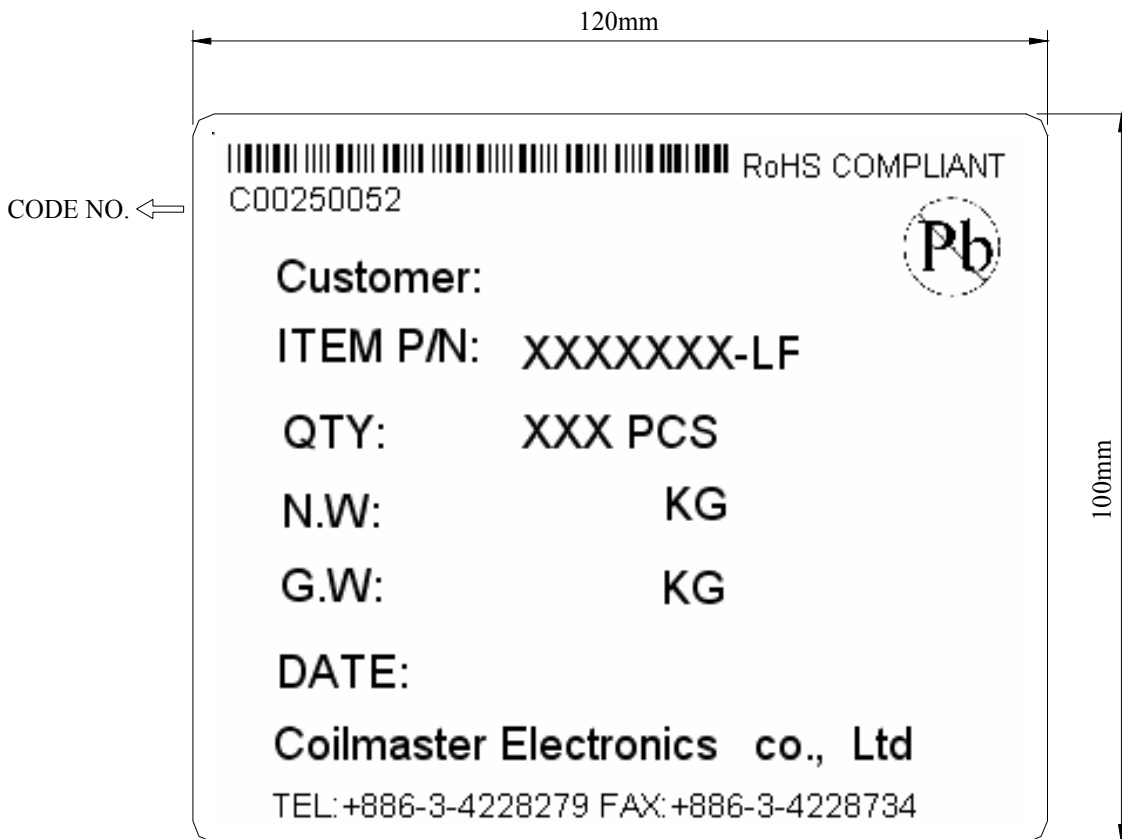 120mm
RoHS COMPLIANT
C00250052
CODE NO.
Pb
Customer:
ITEM P/N: XXXXXXX-LF
QTY: XXX PCS
N.W: KG
G.W: KG
100mm
DATE:
Coilmaster Electronics co., Ltd
TEL:+886-3-4228279 FAX:+886-3-4228734